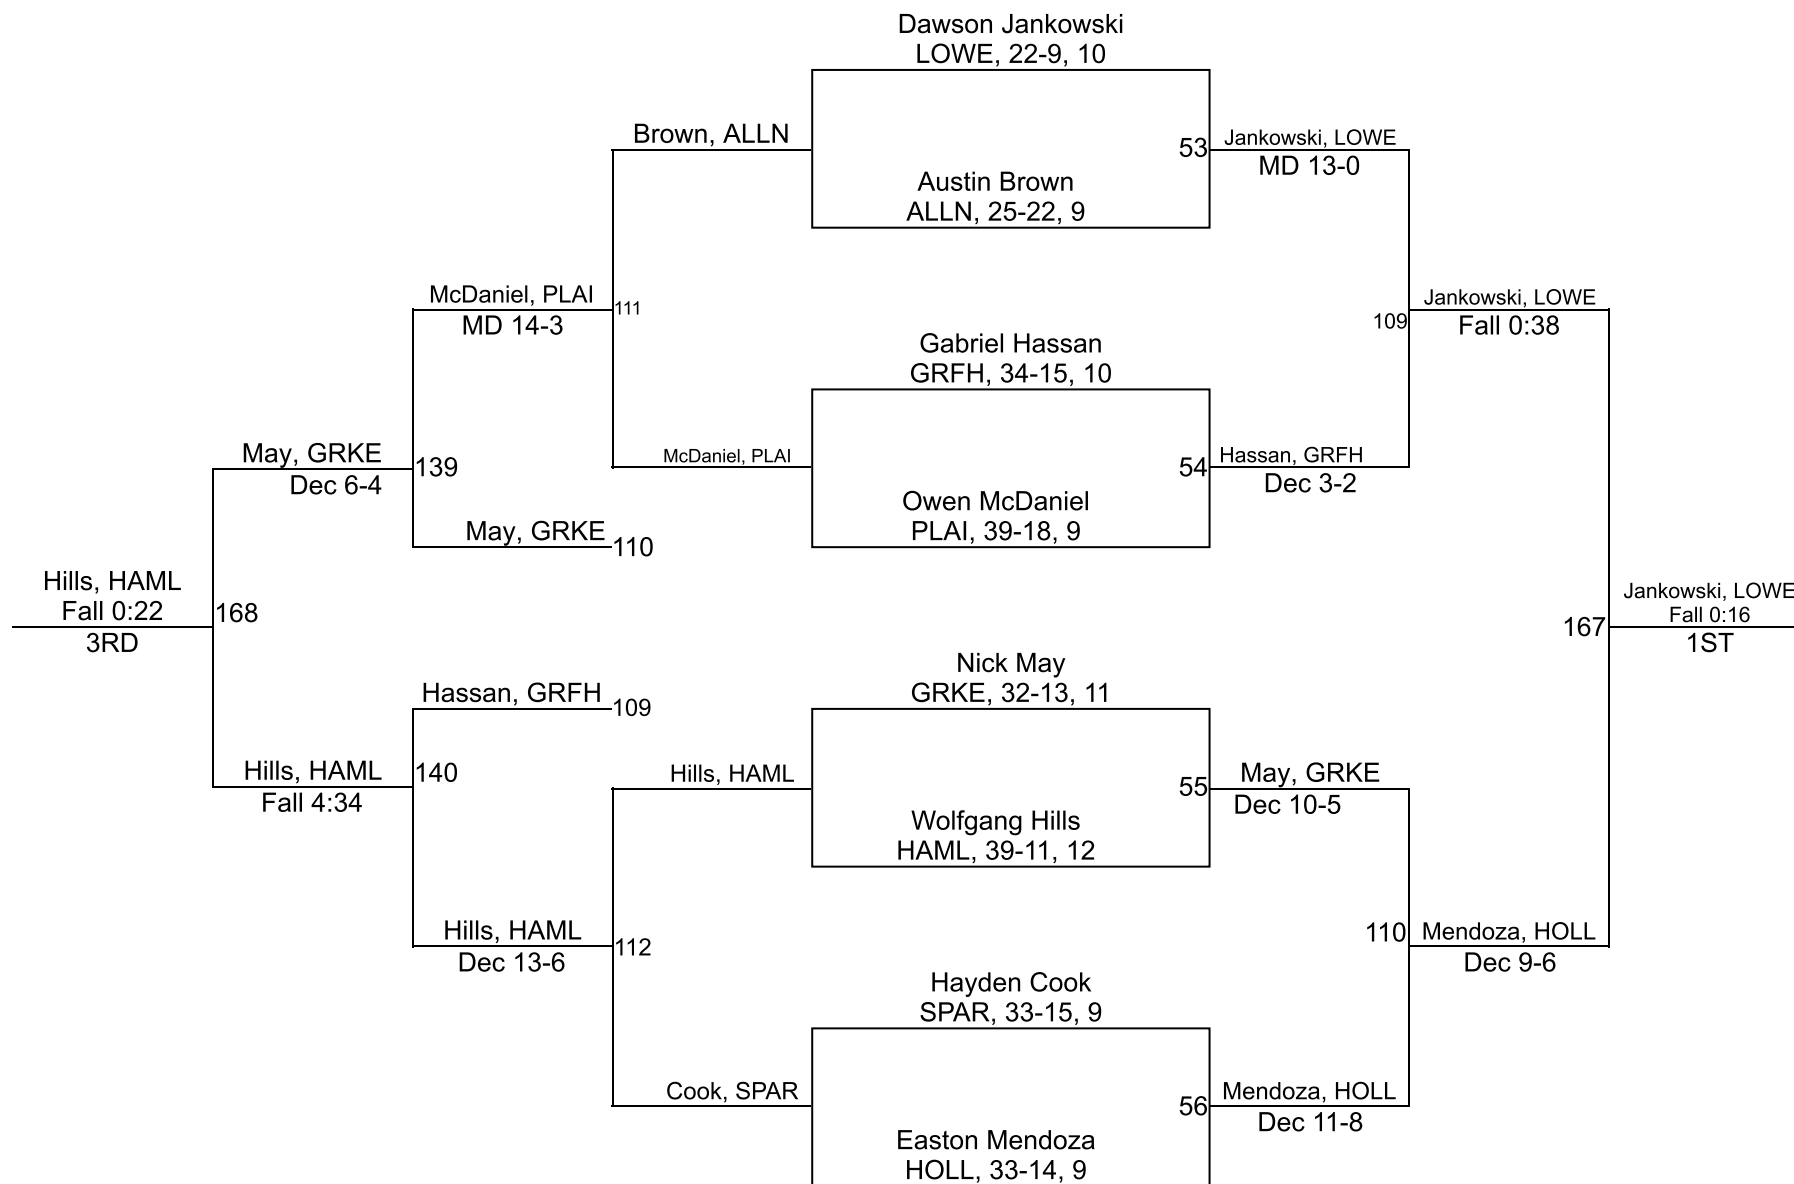 Dawson Jankowski
LOWE, 22-9, 10
Brown, ALLN
53
Jankowski, LOWE
MD 13-0
Austin Brown
ALLN, 25-22, 9
McDaniel, PLAI
MD 14-3
111
109
Jankowski, LOWE
Fall 0:38
Gabriel Hassan
GRFH, 34-15, 10
May, GRKE
Dec 6-4
139
McDaniel, PLAI
54
Hassan, GRFH
Dec 3-2
Owen McDaniel
PLAI, 39-18, 9
May, GRKE
110
Hills, HAML
Fall 0:22
3RD
168
167
Jankowski, LOWE
Fall 0:16
1ST
Nick May
GRKE, 32-13, 11
Hassan, GRFH
109
Hills, HAML
Fall 4:34
140
Hills, HAML
55
May, GRKE
Dec 10-5
Wolfgang Hills
HAML, 39-11, 12
Hills, HAML
Dec 13-6
112
110
Mendoza, HOLL
Dec 9-6
Hayden Cook
SPAR, 33-15, 9
Cook, SPAR
56
Mendoza, HOLL
Dec 11-8
Easton Mendoza
HOLL, 33-14, 9